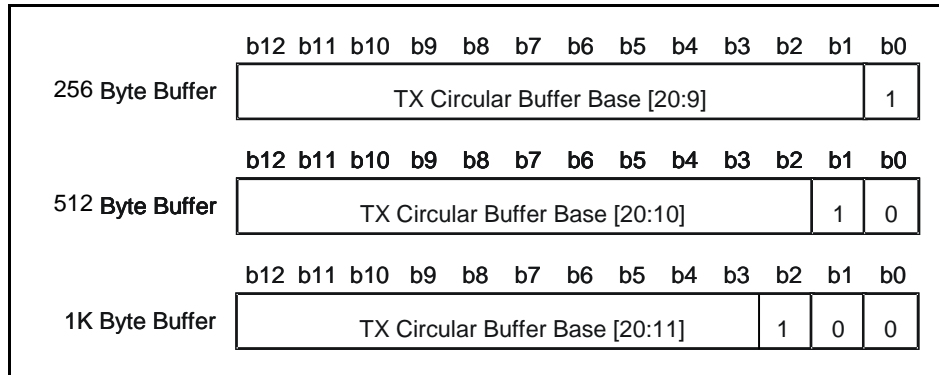 b12 b11 b10 b9 b8 b7 b6 b5 b4 b3 b2 b1 b0
256 Byte Buffer TX Circular Buffer Base [20:9] 1
b12 b11 b10 b9 b8 b7 b6 b5 b4 b3 b2 b1 b0
512 Byte Buffer TX Circular Buffer Base [20:10] 1 0
b12 b11 b10 b9 b8 b7 b6 b5 b4 b3 b2 b1 b0
1K Byte Buffer TX Circular Buffer Base [20:11] 1 0 0